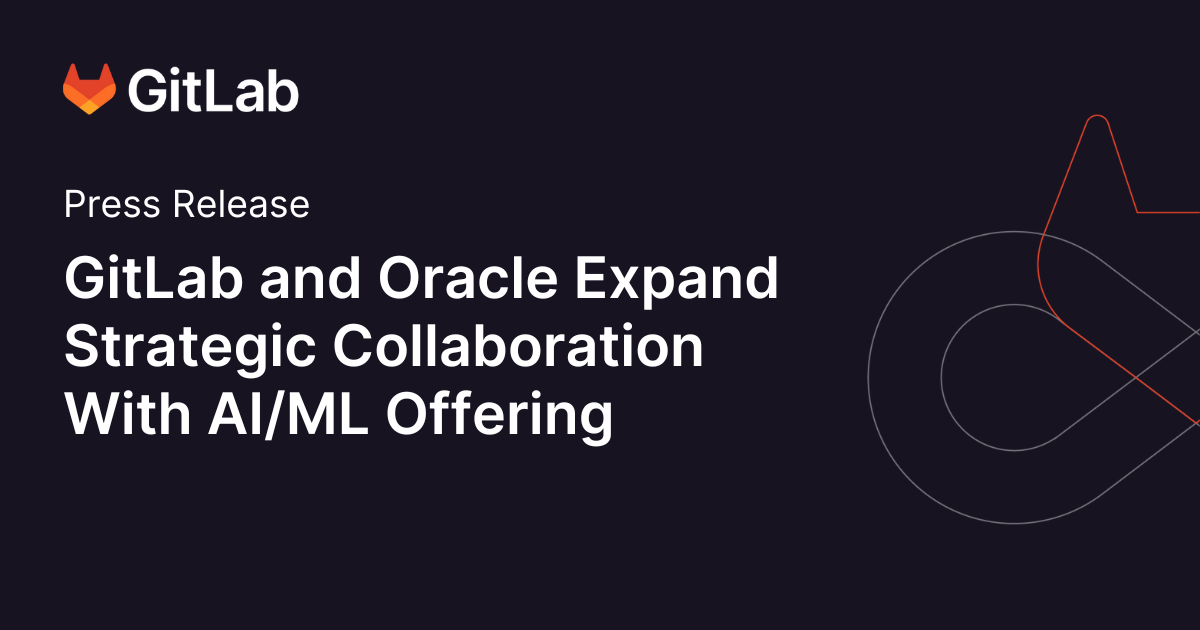 GitLab
Press Release
GitLab and Oracle Expand
Strategic Collaboration
With AI/ML Offering